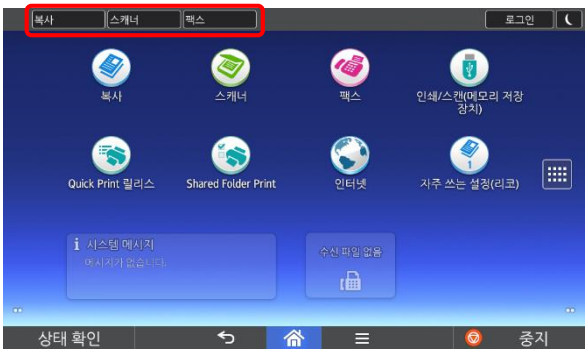 복사 스캐너 팩스 로그인
복사 스캐너 팩스 인쇄/스캔(메모리 저장
장치)
Quick Print 릴리스 Shared Folder Print 인터넷 자주 쓰는 설정(리코)
1
시스템 메시지
메시지가 없습니다.
수신 파일 없음
상태 확인 중지